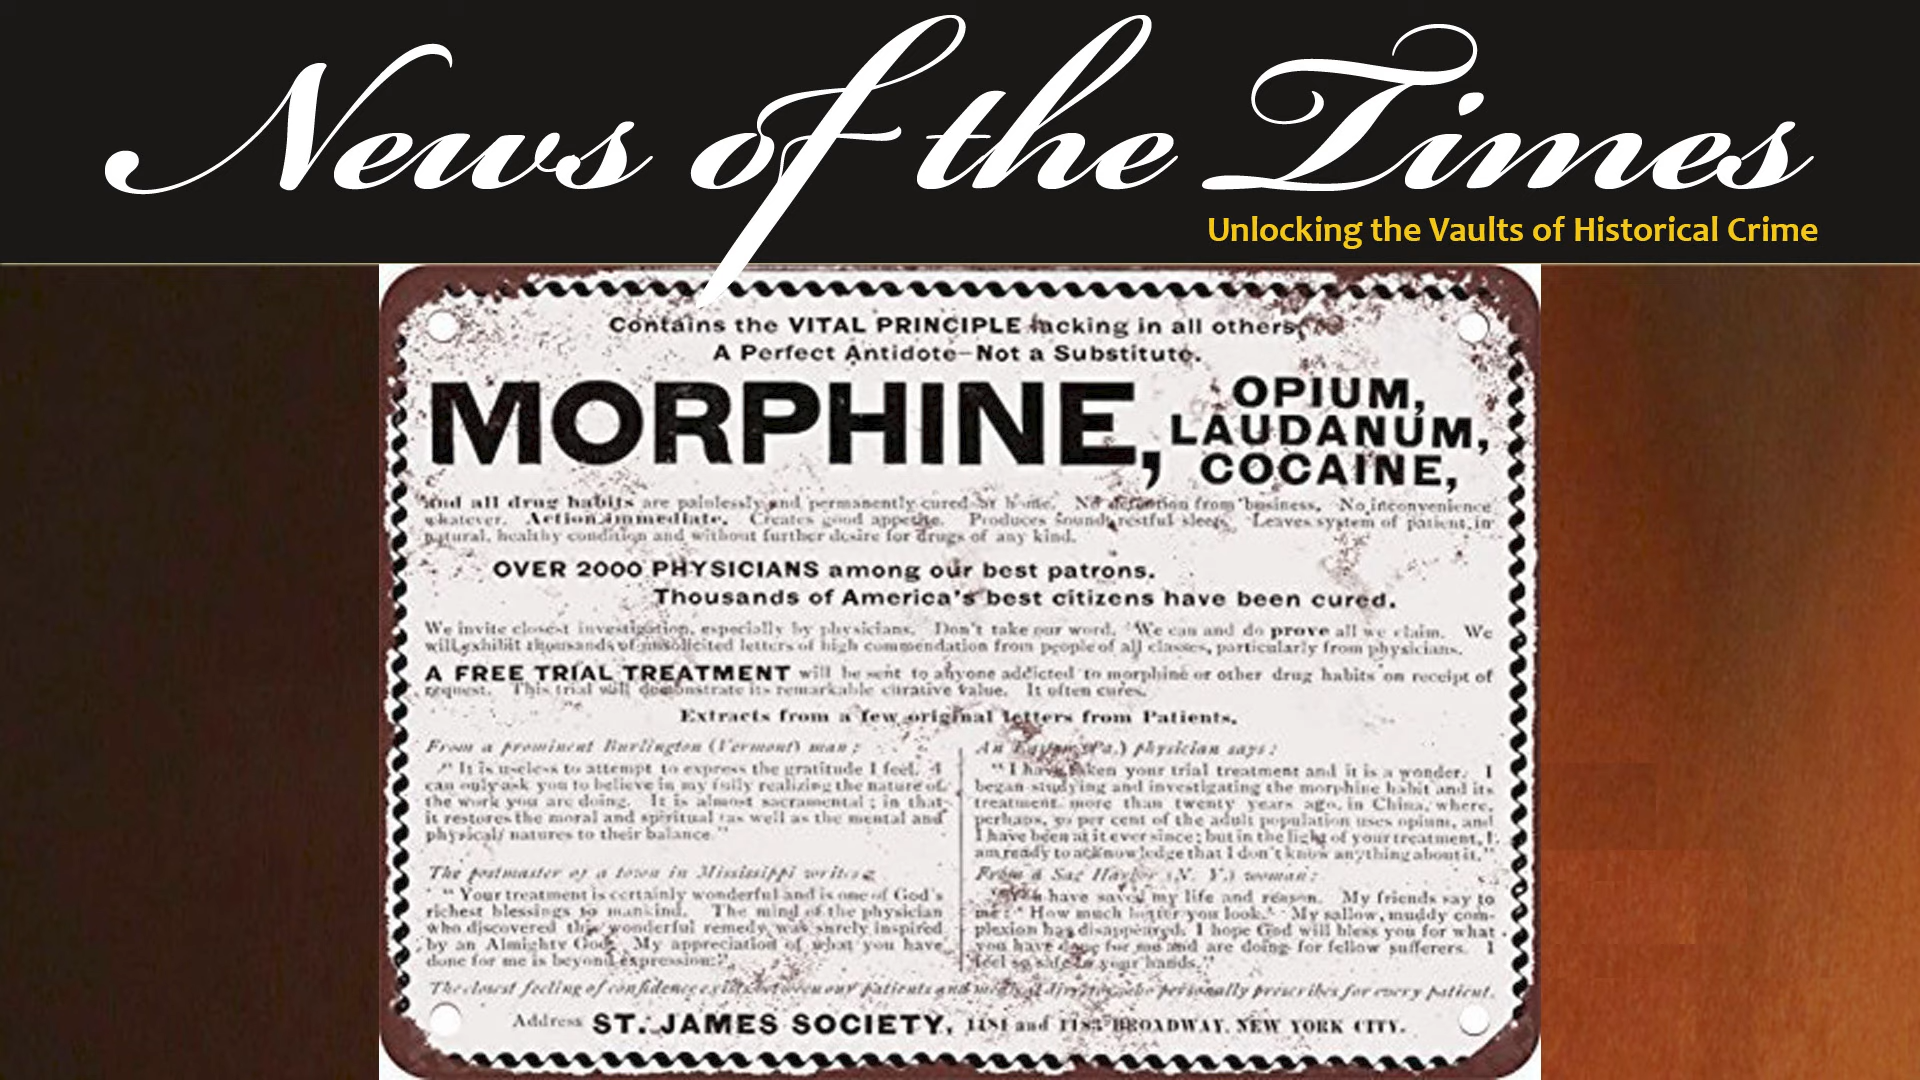 News of the Times
Unlocking the Vaults of Historical Crime
Contains the VITAL PRINCIPLE lacking in all others,
A Perfect Antidote—Not a Substitute.
MORPHINE,
OPIUM,
LAUDANUM,
COCAINE,
and all drug habits are painlessly and permanently cured at home. No detention from business. No inconvenience
whatever. Action immediate. Creates good appetite. Produces sound, restful sleep. Leaves system of patient in
natural, healthy condition and without further desire for drugs of any kind.
OVER 2000 PHYSICIANS among our best patrons.
Thousands of America's best citizens have been cured.
We invite closest investigation, especially by physicians. Don't take our word. We can and do prove all we claim. We
will exhibit thousands of unsolicited letters of high commendation from people of all classes, particularly from physicians.
A FREE TRIAL TREATMENT will be sent to anyone addicted to morphine or other drug habits on receipt of
request. This trial will demonstrate its remarkable curative value. It often cures.
Extracts from a few original letters from Patients.
From a prominent Burlington (Vermont) man:
"It is useless to attempt to express the gratitude I feel. I
can only ask you to believe in my fully realizing the nature of
the work you are doing. It is almost sacramental; in that
it restores the moral and spiritual as well as the mental and
physical natures to their balance."
The postmaster of a town in Mississippi writes
"Your treatment is certainly wonderful and is one of God's
richest blessings to mankind. The mind of the physician
who discovered this wonderful remedy was surely inspired
by an Almighty God. My appreciation of what you have
done for me is beyond expression."
An Easton (Pa.) physician says:
"I have taken your trial treatment and it is a wonder. I
began studying and investigating the morphine habit and its
treatment more than twenty years ago, in China, where,
perhaps, per cent of the adult population uses opium, and
I have been at it ever since; but in the light of your treatment, I
am ready to acknowledge that I don't know anything about it."
From a Sag Harbor (N. Y.) woman:
"You have saved my life and reason. My friends say to
me: 'How much better you look.' My sallow, muddy com-
plexion has disappeared. I hope God will bless you for what
you have done for me and are doing for fellow sufferers. I
feel so safe in your hands."
The closest feeling of confidence exists between our patients and medical director, who personally prescribes for every patient.
Address ST. JAMES SOCIETY, 1181 and 1183 BROADWAY, NEW YORK CITY.